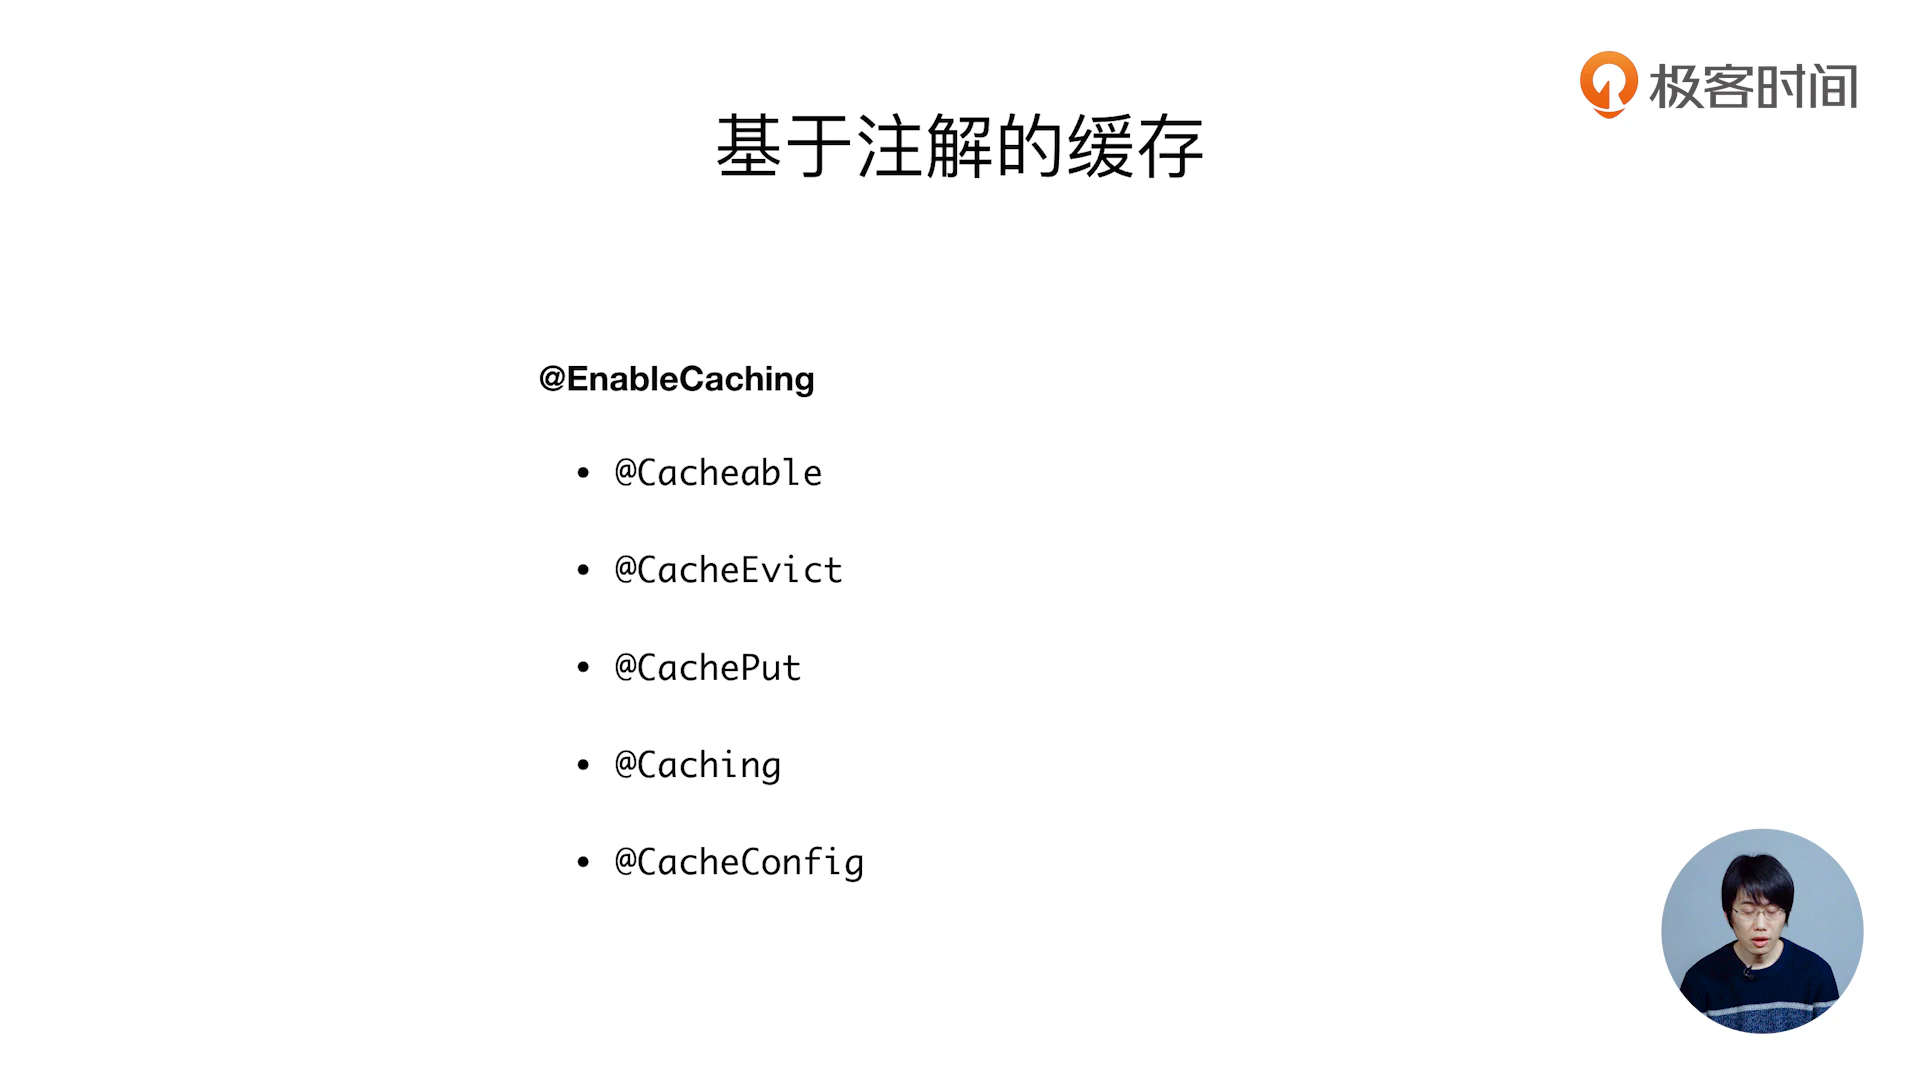 极客时间
基于注解的缓存
@EnableCaching
• @Cacheable
• @CacheEvict
• @CachePut
• @Caching
• @CacheConfig